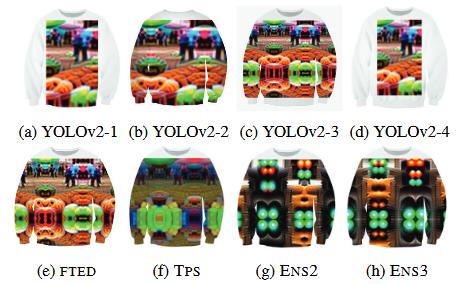 (a) YOLOV2-1 (b) YOLOV2-2 (c) YOLOV2-3 (d) YOLOV2-4
(e) FTED (f) TPS (g) ENS2 (h) ENS3